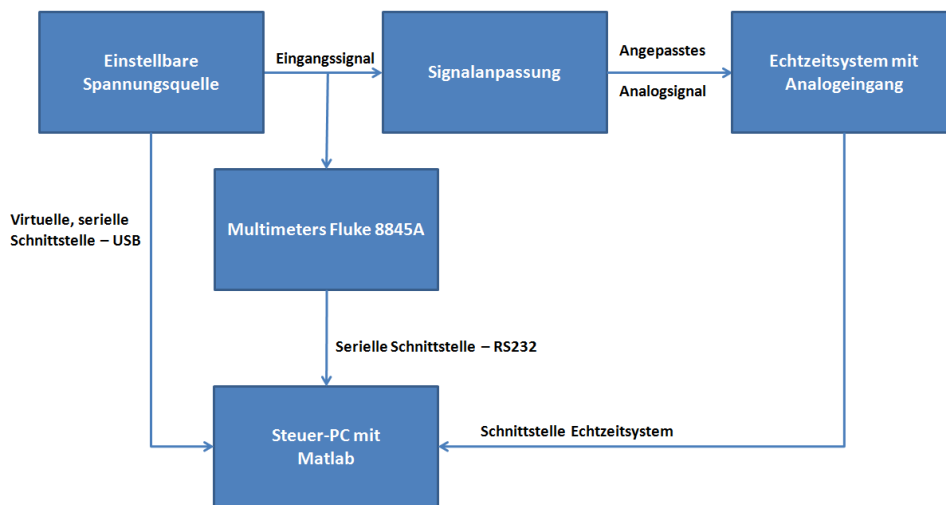 Einstellbare
Spannungsquelle
Eingangssignal
Signalanpassung
Angepasstes
Analogsignal
Echtzeitsystem mit
Analogeingang
Virtuelle, serielle
Schnittstelle – USB
Multimeters Fluke 8845A
Serielle Schnittstelle – RS232
Steuer-PC mit
Matlab
Schnittstelle Echtzeitsystem